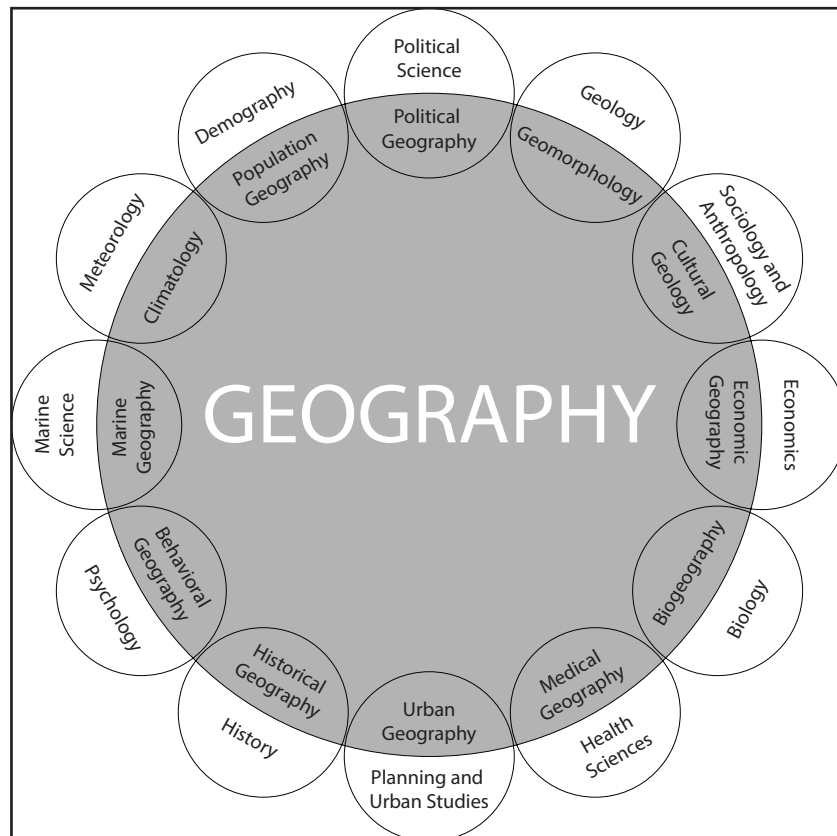 Political
Science
Political
Geography
Geology
Geomorphology
Sociology and
Anthropology
Cultural
Geology
Economics
Economic
Geography
Biology
Biogeography
Health
Sciences
Medical
Geography
Planning and
Urban Studies
Urban
Geography
History
Historical
Geography
Psychology
Behavioral
Geography
Marine
Science
Marine
Geography
Meteorology
Climatology
Demography
Population
Geography
GEOGRAPHY